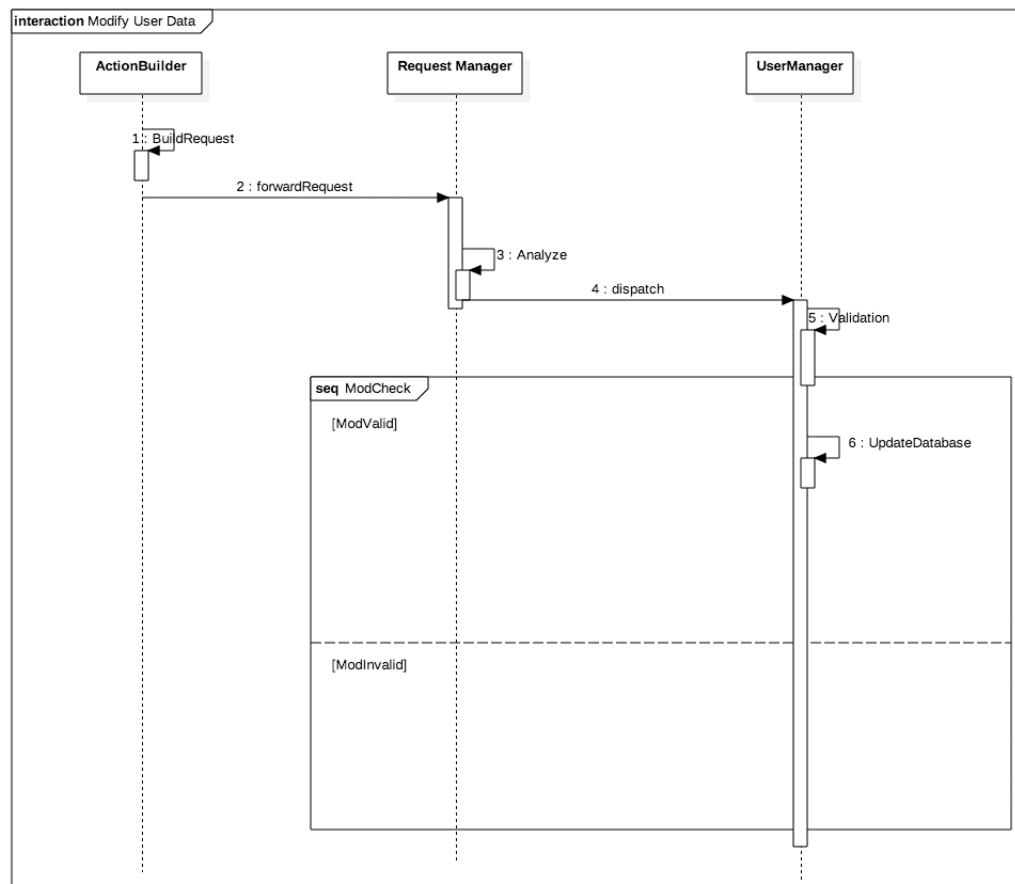 interaction Modify User Data
ActionBuilder
Request Manager
UserManager
1 : BuildRequest
2 : forwardRequest
3 : Analyze
4 : dispatch
5 : Validation
seq ModCheck
[ModValid]
6 : UpdateDatabase
[ModInvalid]